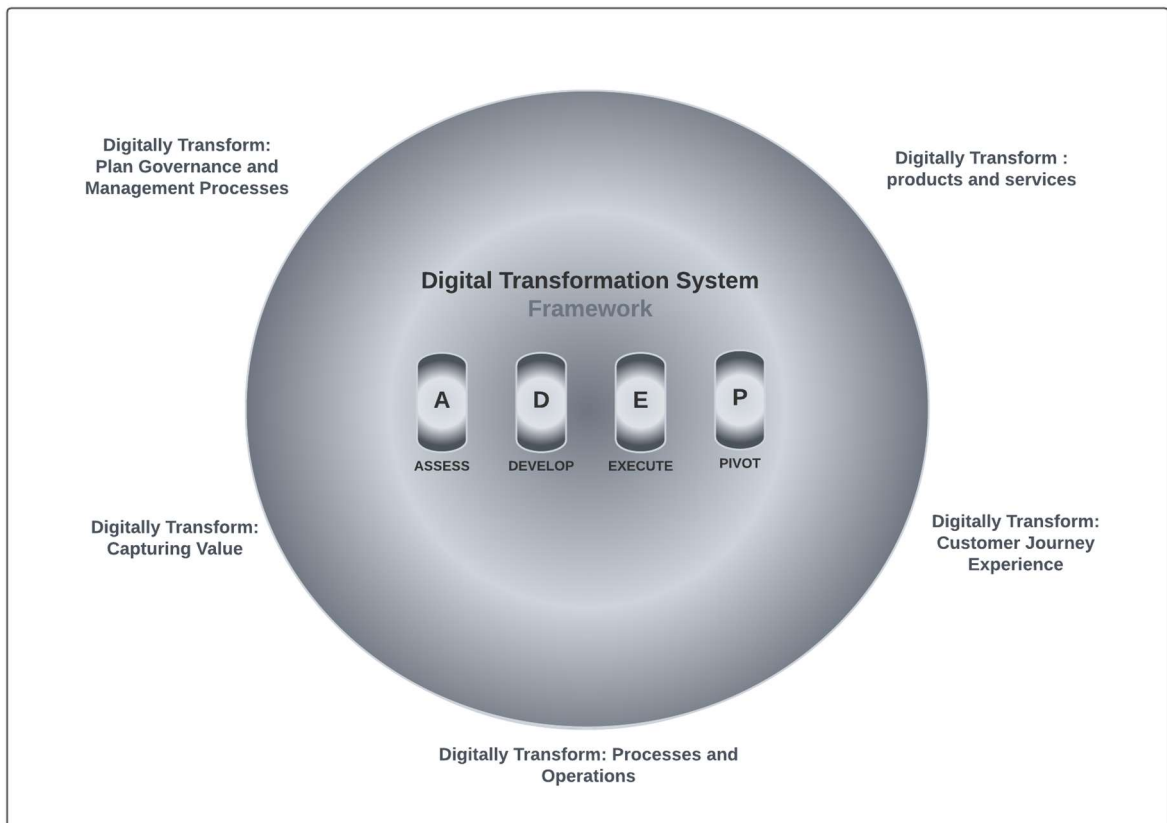 Digitally Transform:
Plan Governance and
Management Processes
Digitally Transform :
products and services
Digital Transformation System
Framework
A
D
E
P
ASSESS
DEVELOP
EXECUTE
PIVOT
Digitally Transform:
Capturing Value
Digitally Transform:
Customer Journey
Experience
Digitally Transform: Processes and
Operations